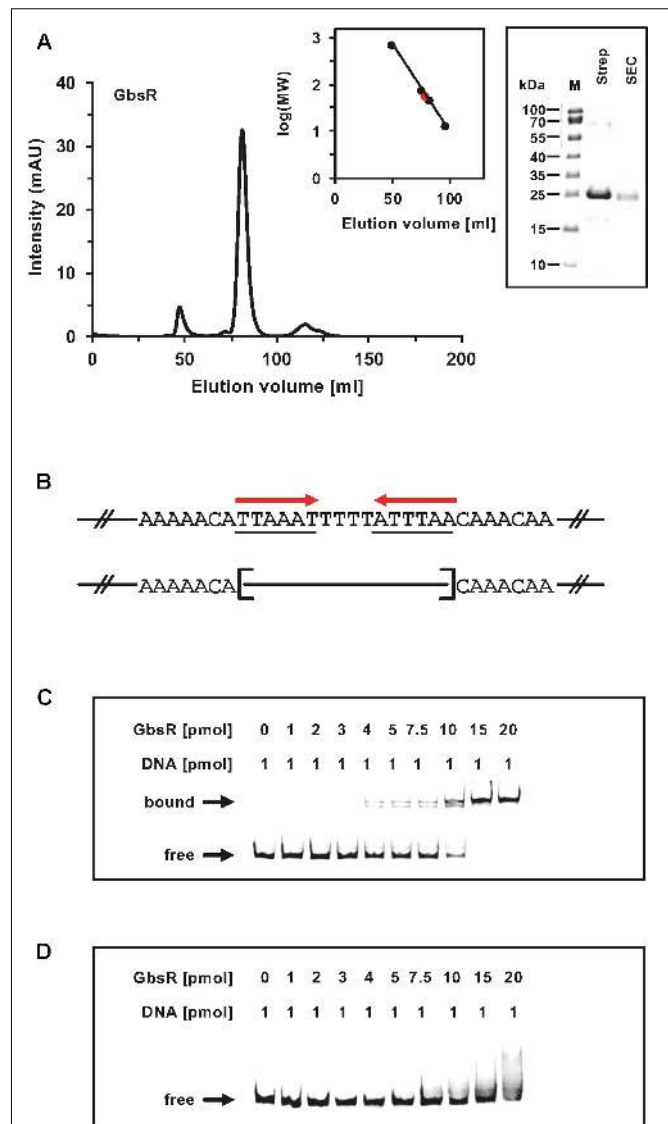 A
GbsR
Intensity (mAU)
40
30
20
10
0
0 50 100 150 200
Elution volume [ml]
log(MW)
3
2
1
0
0 50 100
Elution volume [ml]
kDa M Strep SEC
100
70
55
40
35
25
15
10
B
AAAAACATTAAATTTTTATTTAACAAACAA
AAAAACA[ ]CAAACAA
C
GbsR [pmol] 0 1 2 3 4 5 7.5 10 15 20
DNA [pmol] 1 1 1 1 1 1 1 1 1 1
bound
free
D
GbsR [pmol] 0 1 2 3 4 5 7.5 10 15 20
DNA [pmol] 1 1 1 1 1 1 1 1 1 1
free